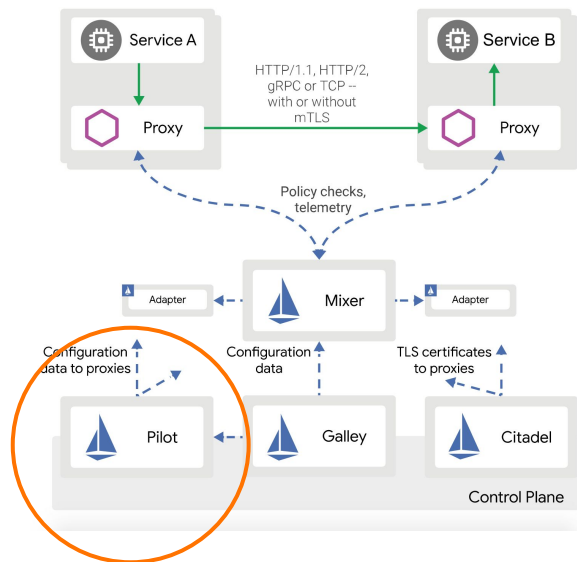 Service A
Service B
HTTP/1.1, HTTP/2,
gRPC or TCP --
with or without
mTLS
Proxy
Proxy
Policy checks,
telemetry
Mixer
Adapter
Adapter
Configuration
data to proxies
Configuration
data
TLS certificates
to proxies
Pilot
Galley
Citadel
Control Plane